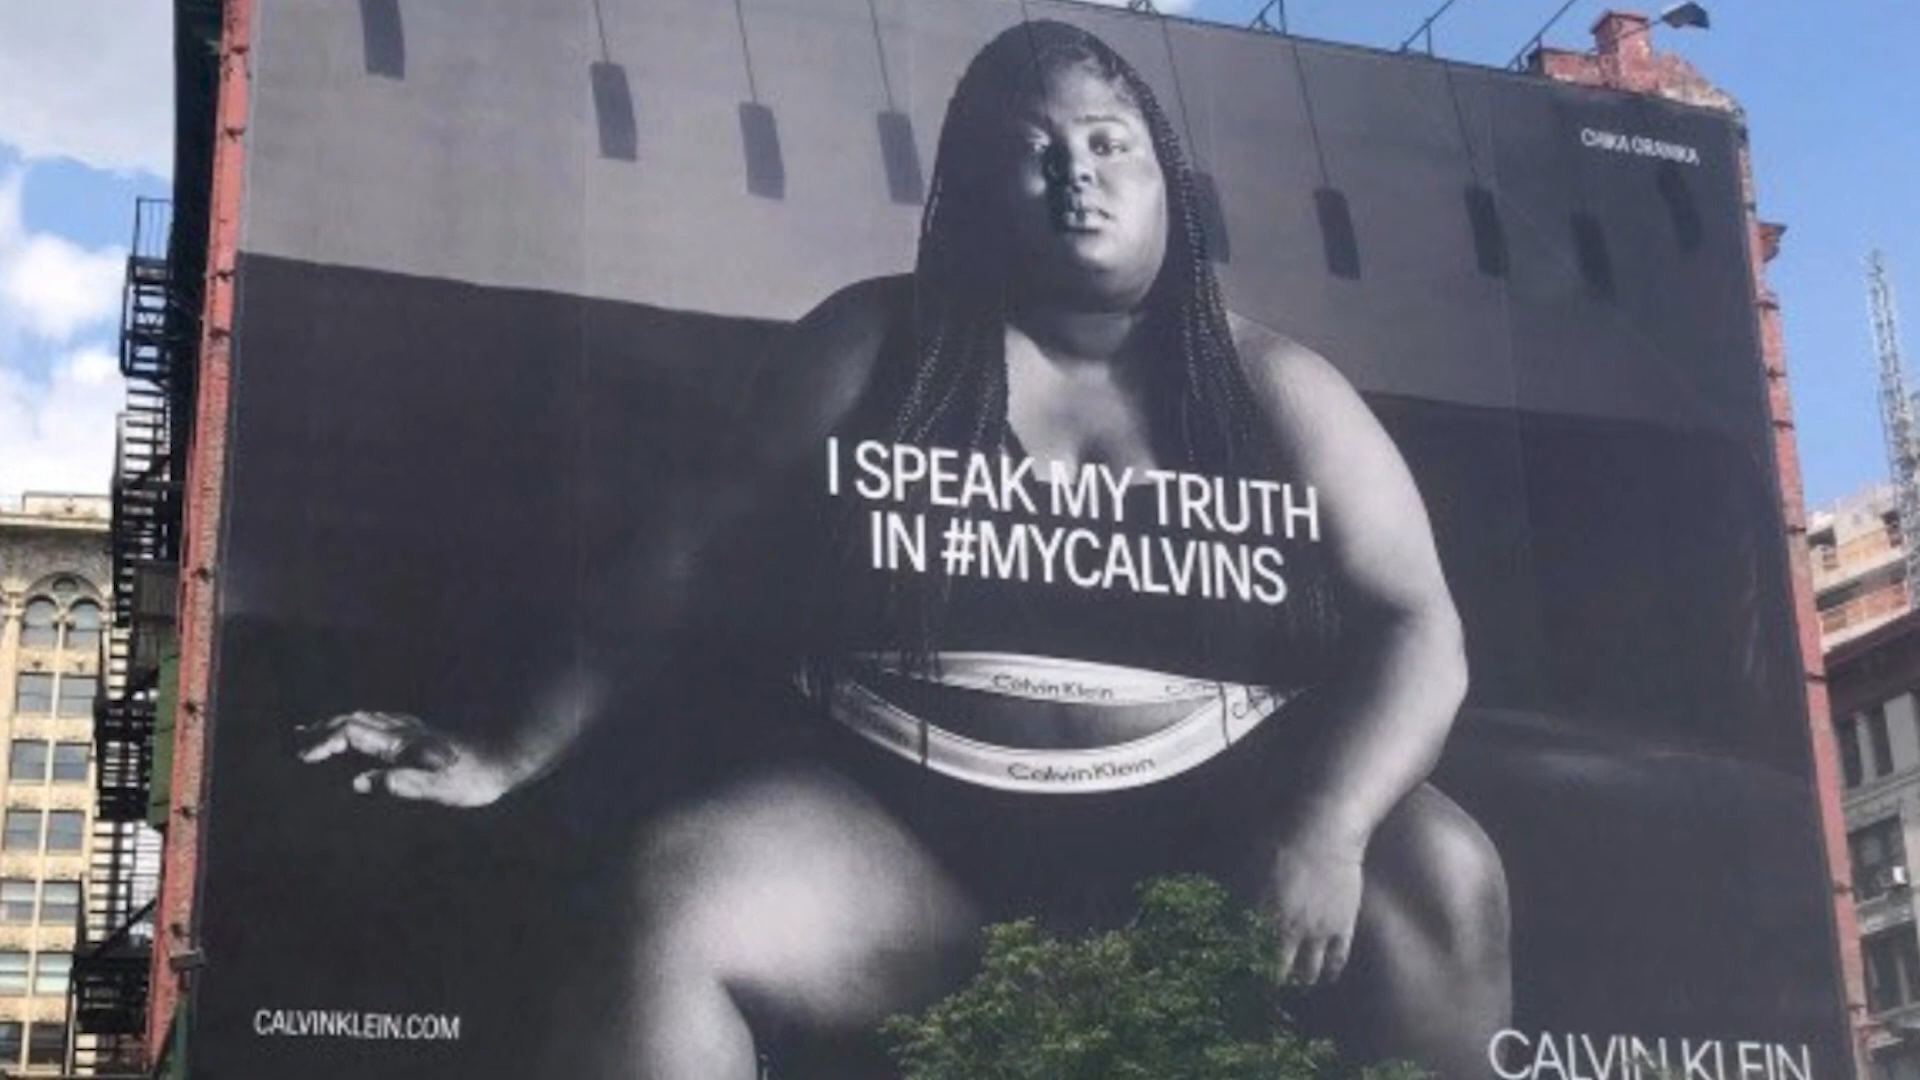 CHIKA ORANIKA
I SPEAK MY TRUTH
IN #MYCALVINS
Calvin Klein
Calvin Klein
CALVINKLEIN.COM
CALVIN KLEIN